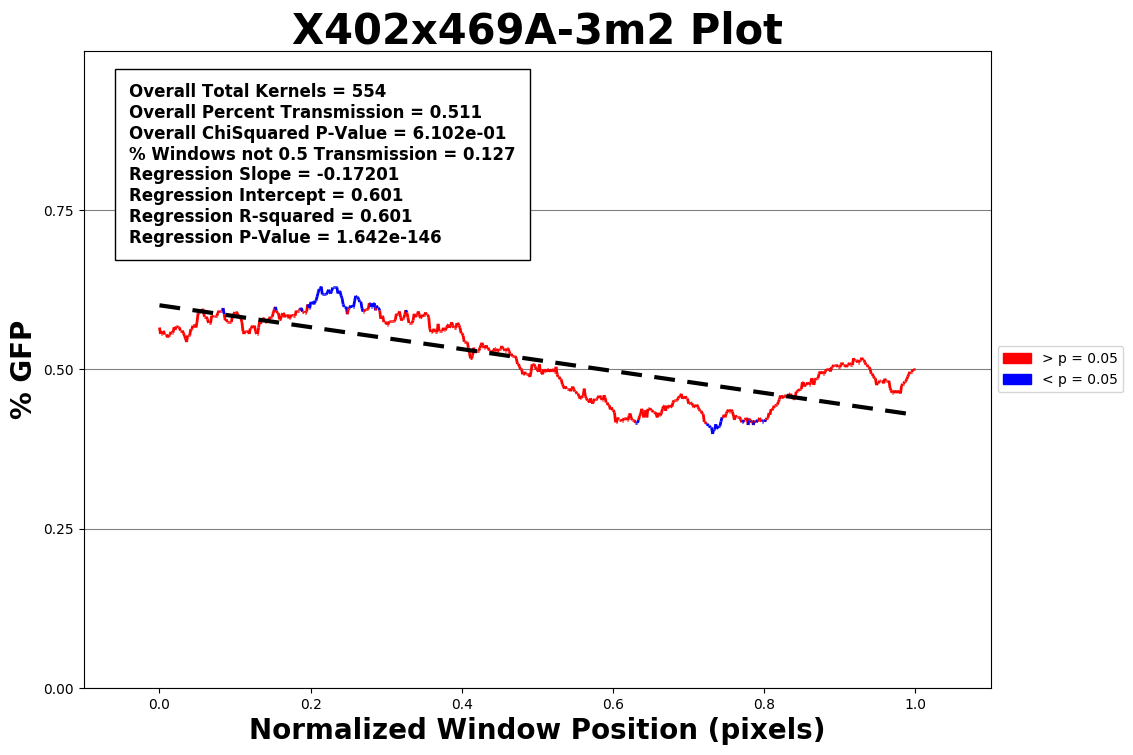 X402x469A-3m2 Plot
Overall Total Kernels = 554
Overall Percent Transmission = 0.511
Overall ChiSquared P-Value = 6.102e-01
% Windows not 0.5 Transmission = 0.127
Regression Slope = -0.17201
Regression Intercept = 0.601
Regression R-squared = 0.601
Regression P-Value = 1.642e-146
0.75
0.50
0.25
0.00
% GFP
> p = 0.05
< p = 0.05
0.0 0.2 0.4 0.6 0.8 1.0
Normalized Window Position (pixels)